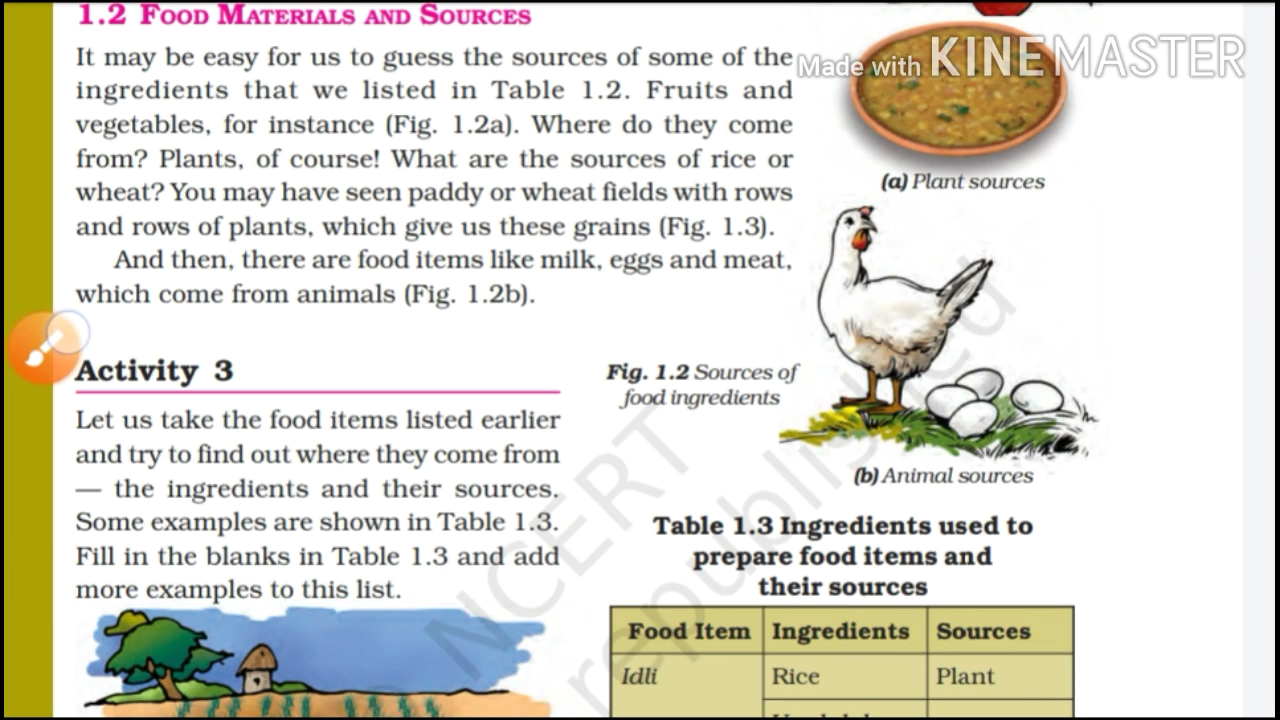 1.2 FOOD MATERIALS AND SOURCES
It may be easy for us to guess the sources of some of the
ingredients that we listed in Table 1.2. Fruits and
vegetables, for instance (Fig. 1.2a). Where do they come
from? Plants, of course! What are the sources of rice or
wheat? You may have seen paddy or wheat fields with rows
and rows of plants, which give us these grains (Fig. 1.3).
And then, there are food items like milk, eggs and meat,
which come from animals (Fig. 1.2b).
Made with KINEMASTER
(a) Plant sources
Fig. 1.2 Sources of
food ingredients
(b) Animal sources
Activity 3
Let us take the food items listed earlier
and try to find out where they come from
— the ingredients and their sources.
Some examples are shown in Table 1.3.
Fill in the blanks in Table 1.3 and add
more examples to this list.
Table 1.3 Ingredients used to
prepare food items and
their sources
Food Item Ingredients Sources
Idli Rice Plant
NCERT
republished